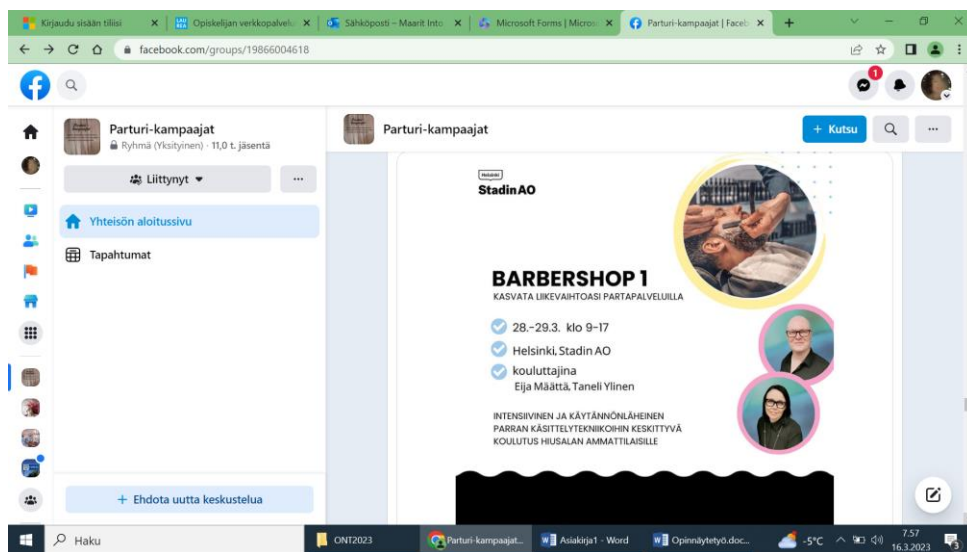 Kirjaudu sisään tiliisi
Opiskelijan verkkopalvelu
Sähköposti – Maarit Into
Microsoft Forms | Micros
Parturi-kampaajat | Faceb
facebook.com/groups/19866004618
1
Parturi-kampaajat
Ryhmä (Yksityinen) · 11,0 t. jäsentä
Liittynyt
Yhteisön aloitussivu
Tapahtumat
+ Ehdota uutta keskustelua
Parturi-kampaajat
+ Kutsu
Helsinki
Stadin AO
BARBERSHOP 1
KASVATA LIIKEVAIHTOASI PARTAPALVELUILLA
28.-29.3. klo 9-17
Helsinki, Stadin AO
kouluttajina
Eija Määttä, Taneli Ylinen
INTENSIIVINEN JA KÄYTÄNNÖNLÄHEINEN
PARRAN KÄSITTELYTEKNIIKOIHIN KESKITTYVÄ
KOULUTUS HIUSALAN AMMATTILAISILLE
Haku
ONT2023
Parturi-kampaajat...
Asiakirja1 - Word
Opinnäytetyö.doc...
-5°C
7.57
16.3.2023
3